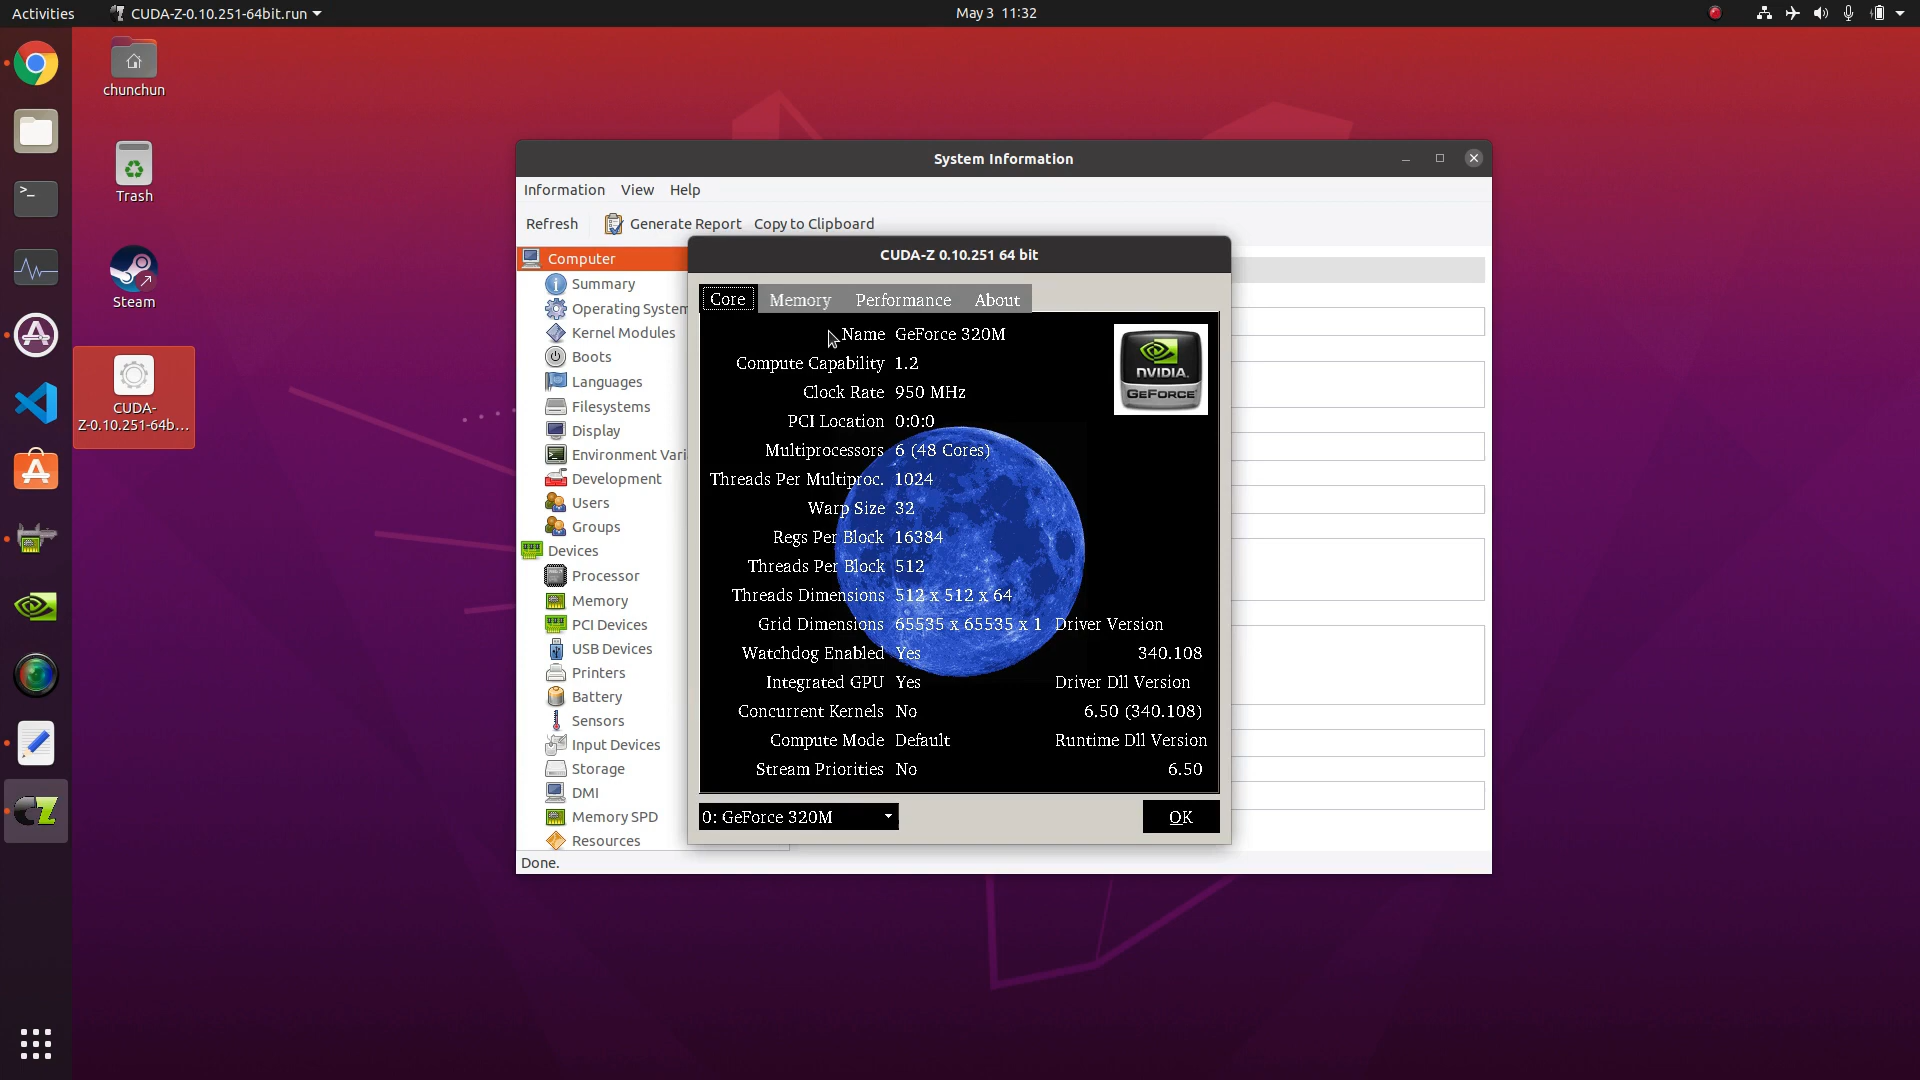 Activities
CUDA-Z-0.10.251-64bit.run
May 3 11:32
chunchun
Trash
Steam
CUDA-
Z-0.10.251-64b...
System Information
Information View Help
Refresh Generate Report Copy to Clipboard
Computer
Summary
Operating System
Kernel Modules
Boots
Languages
Filesystems
Display
Environment Vari
Development
Users
Groups
Devices
Processor
Memory
PCI Devices
USB Devices
Printers
Battery
Sensors
Input Devices
Storage
DMI
Memory SPD
Resources
Done.
CUDA-Z 0.10.251 64 bit
Core Memory Performance About
Name GeForce 320M
Compute Capability 1.2
Clock Rate 950 MHz
PCI Location 0:0:0
Multiprocessors 6 (48 Cores)
Threads Per Multiproc. 1024
Warp Size 32
Regs Per Block 16384
Threads Per Block 512
Threads Dimensions 512 x 512 x 64
Grid Dimensions 65535 x 65535 x 1
Watchdog Enabled Yes
Integrated GPU Yes
Concurrent Kernels No
Compute Mode Default
Stream Priorities No
NVIDIA.
GEFORCE
Driver Version
340.108
Driver Dll Version
6.50 (340.108)
Runtime Dll Version
6.50
0: GeForce 320M
OK